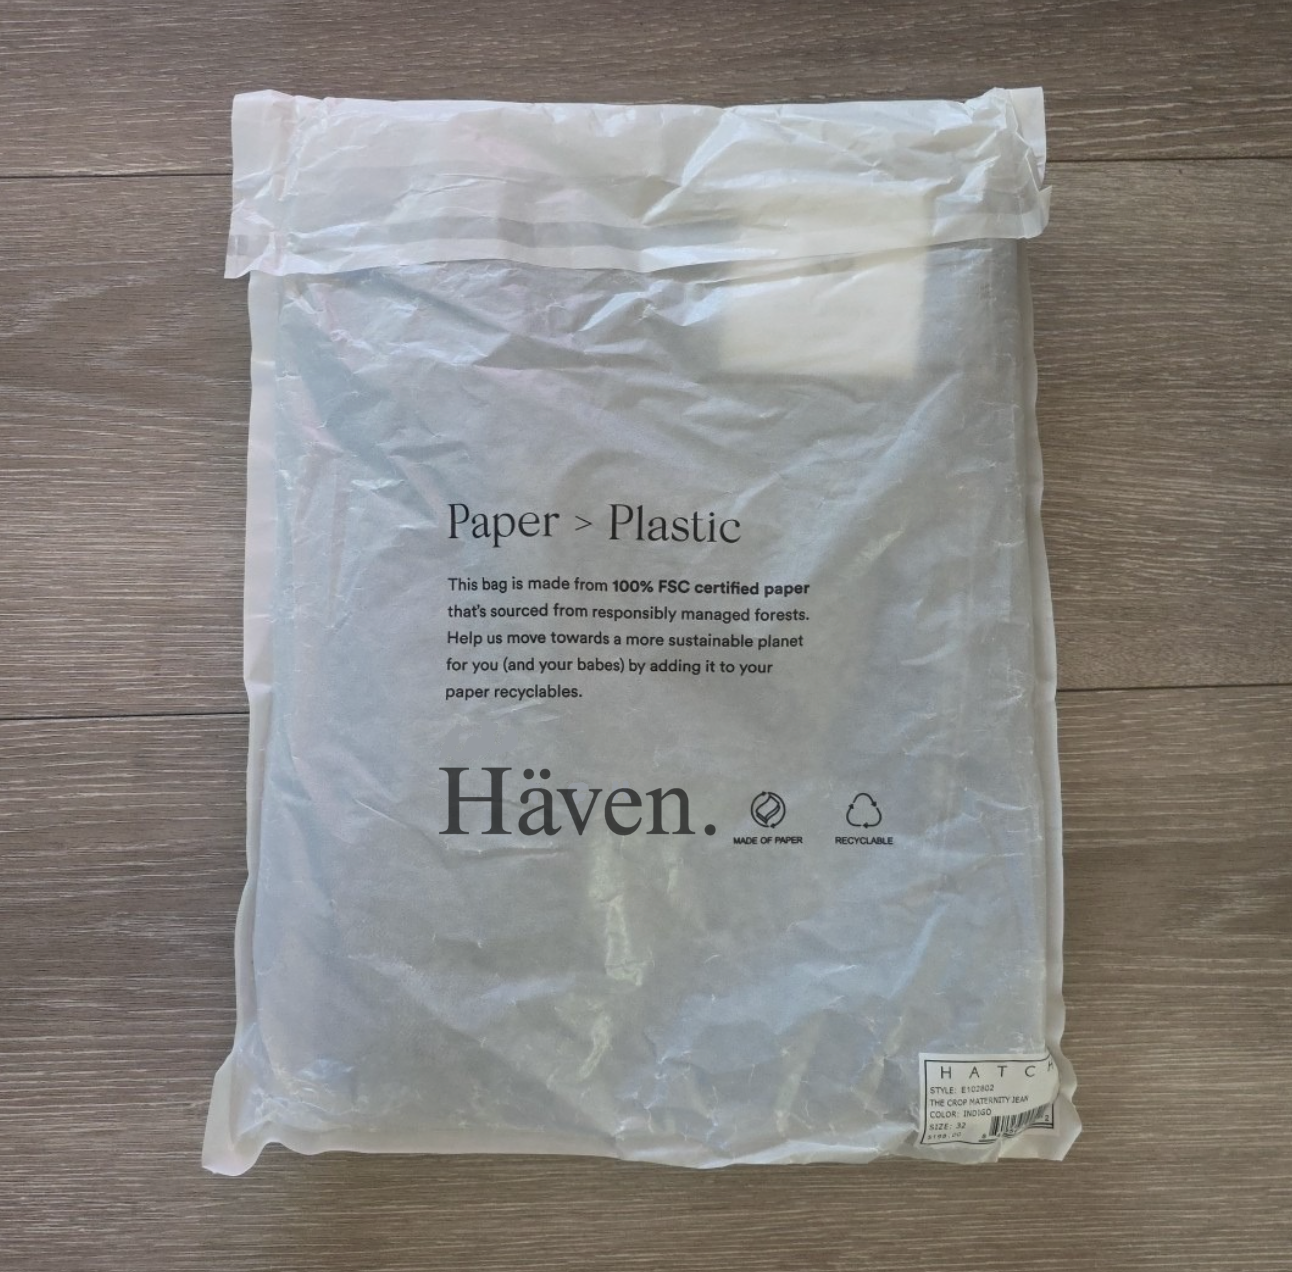 Paper > Plastic
This bag is made from 100% FSC certified paper
that's sourced from responsibly managed forests.
Help us move towards a more sustainable planet
for you (and your babes) by adding it to your
paper recyclables.
Häven.
MADE OF PAPER
RECYCLABLE
HATCH
STYLE: E102802
THE CROP MATERNITY JEAN
COLOR: INDIGO
SIZE: 32